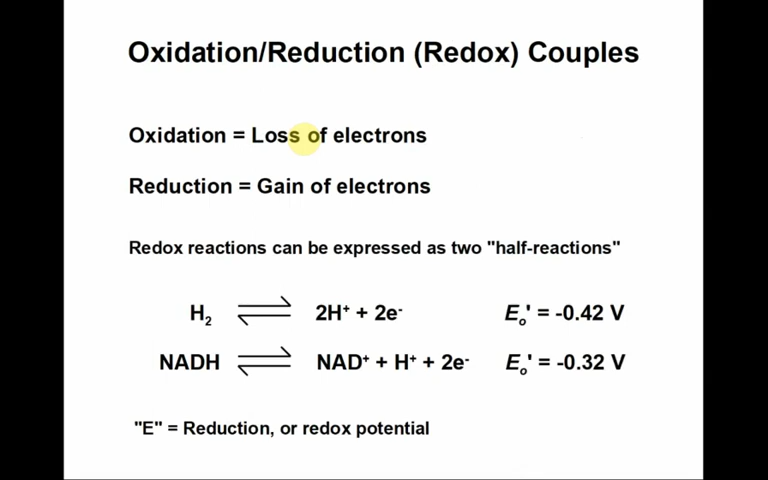 Oxidation/Reduction (Redox) Couples
Oxidation = Loss of electrons
Reduction = Gain of electrons
Redox reactions can be expressed as two "half-reactions"
H₂ ⇌ 2H⁺ + 2e⁻ Eₒ' = -0.42 V
NADH ⇌ NAD⁺ + H⁺ + 2e⁻ Eₒ' = -0.32 V
"E" = Reduction, or redox potential